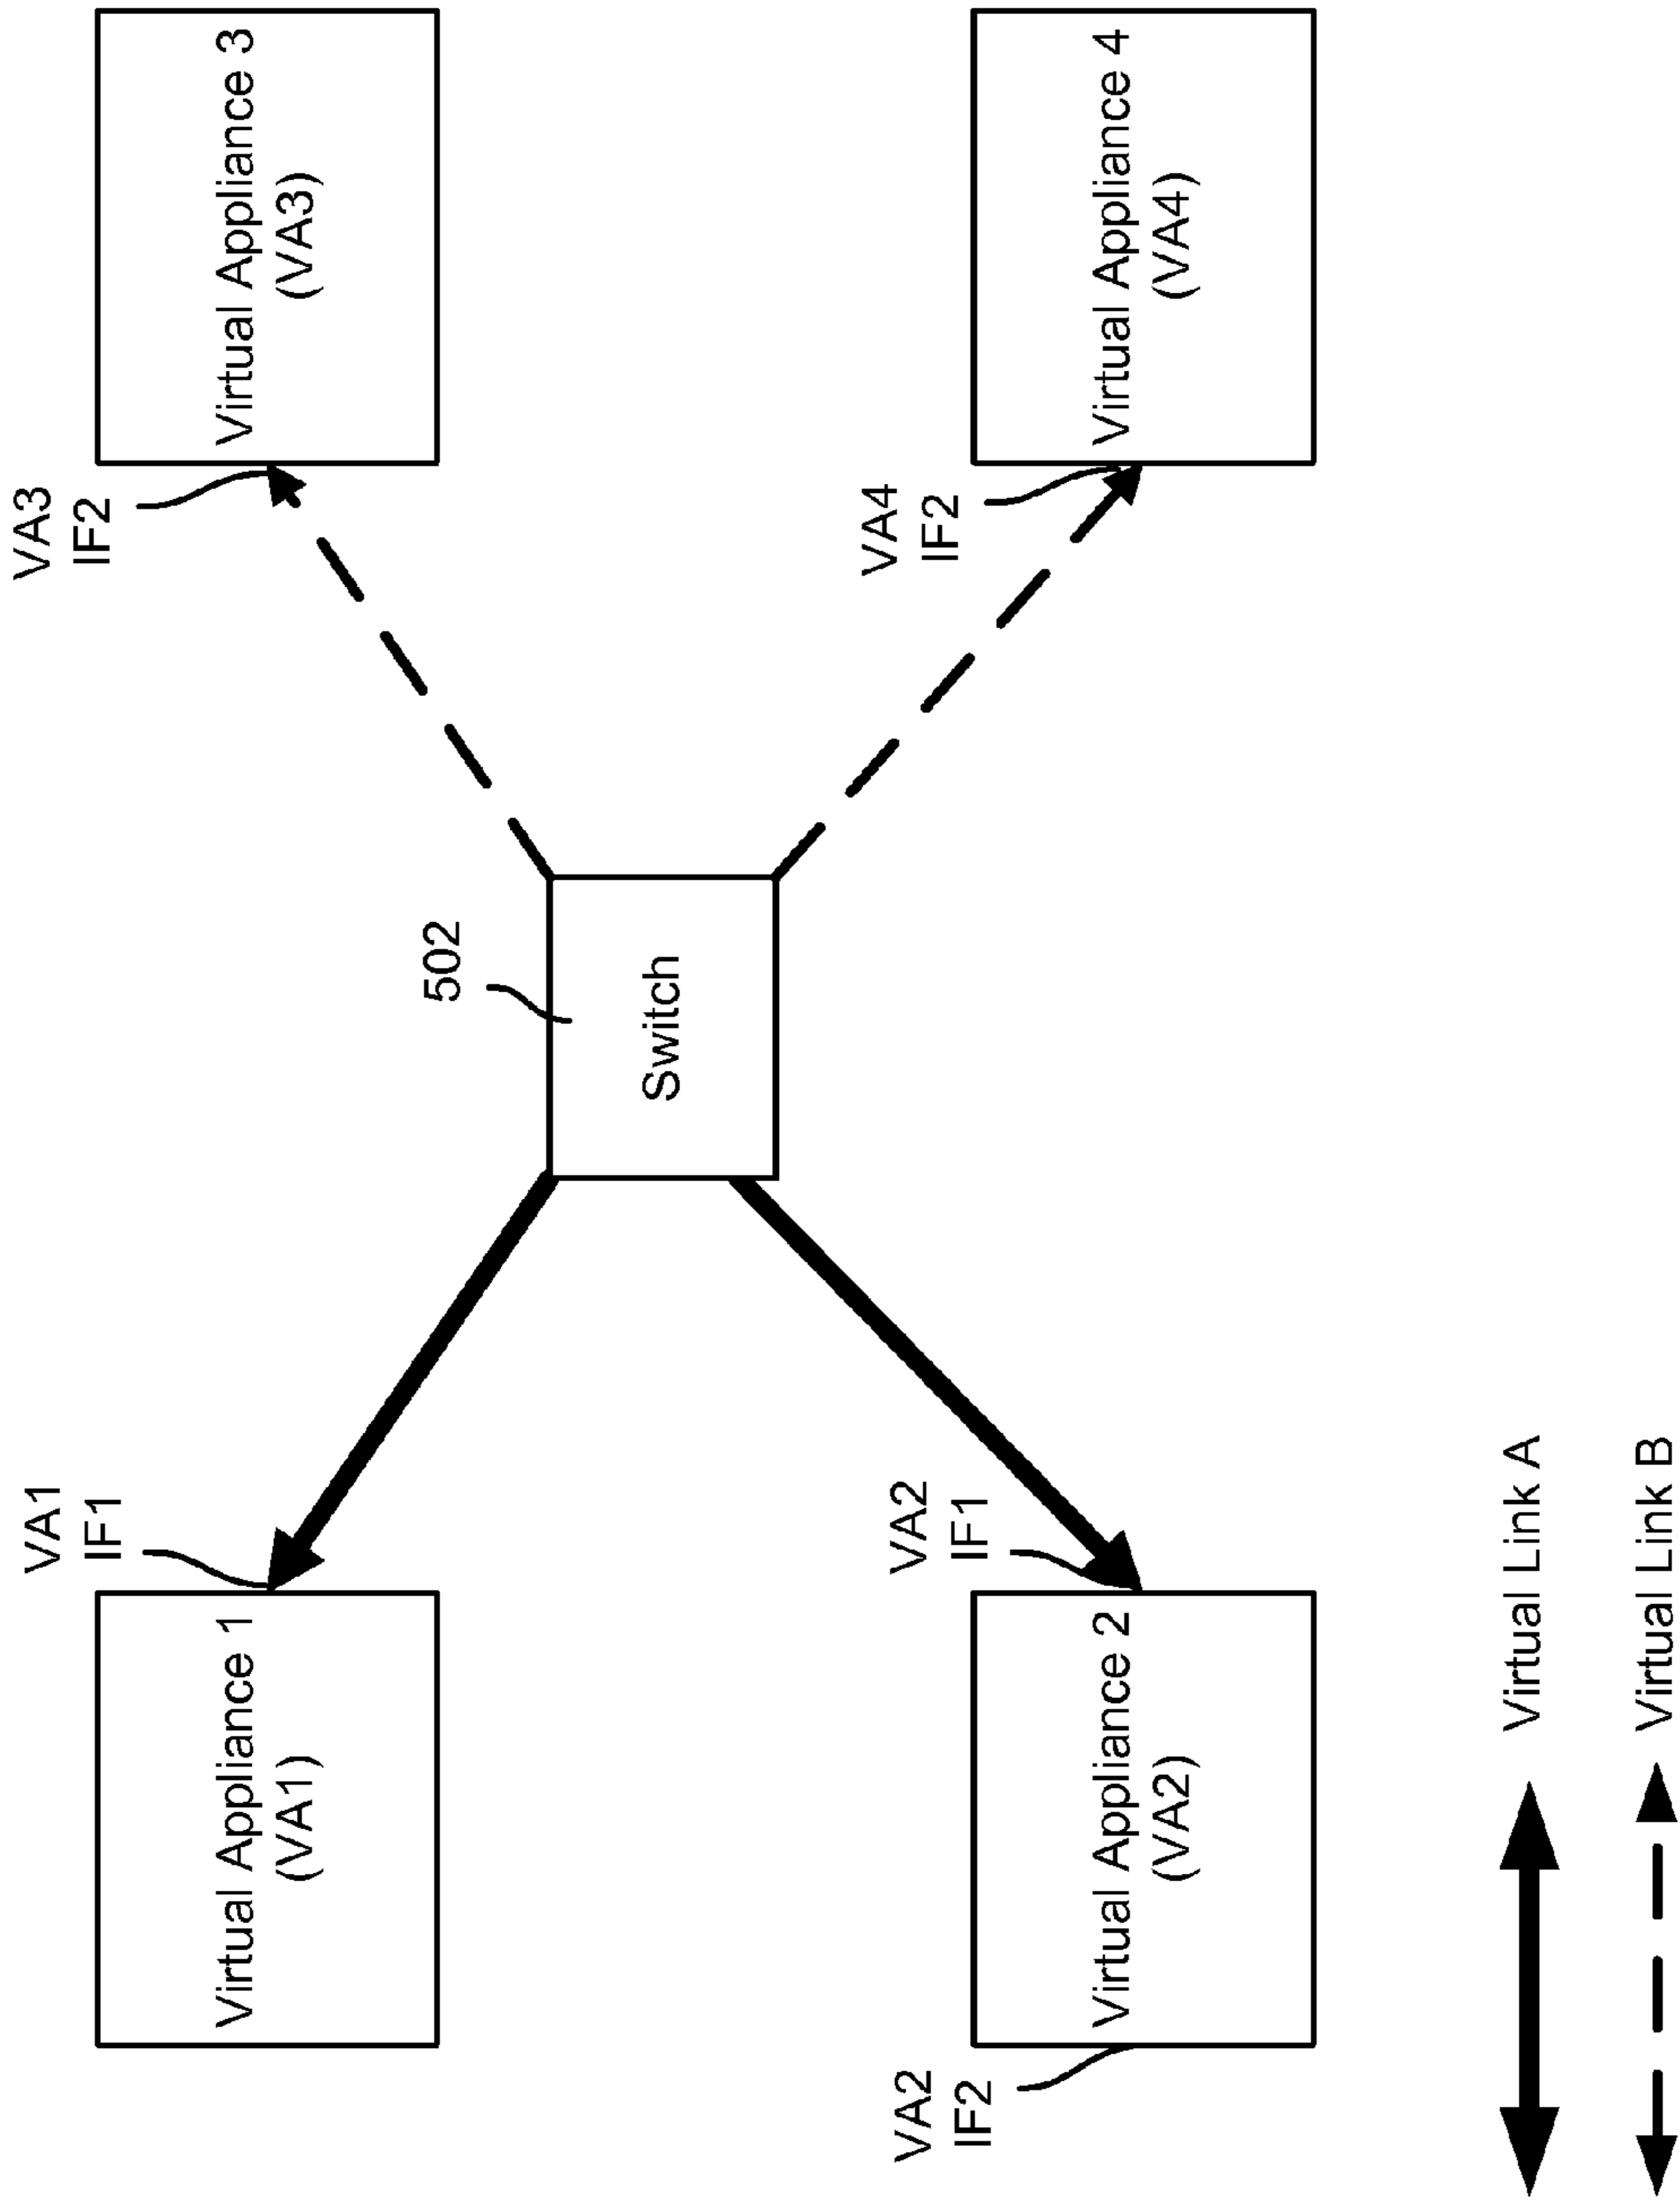 VA1
IF1
Virtual Appliance 1
(VA1)
VA3
IF2
Virtual Appliance 3
(VA3)
502
Switch
VA2
IF1
VA2
IF2
Virtual Appliance 2
(VA2)
VA4
IF2
Virtual Appliance 4
(VA4)
Virtual Link A
Virtual Link B